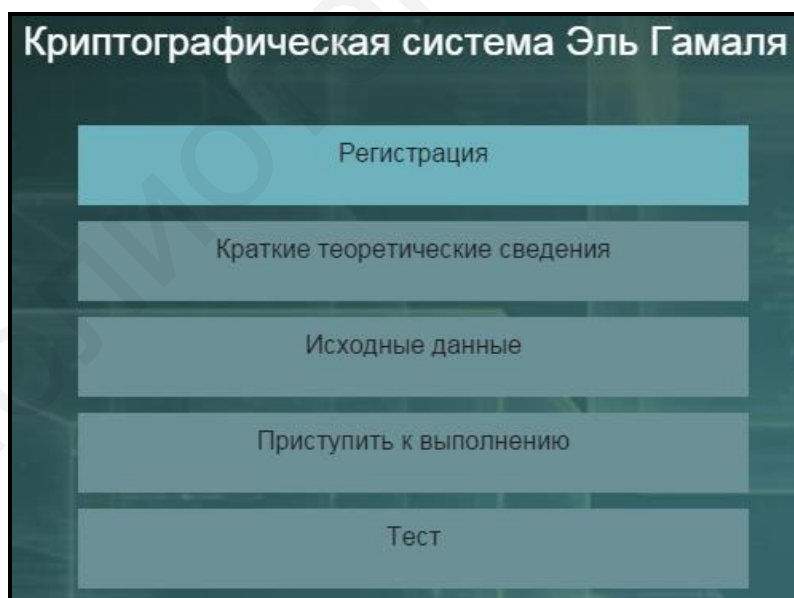 Криптографическая система Эль Гамаля
Регистрация
Краткие теоретические сведения
Исходные данные
Приступить к выполнению
Тест